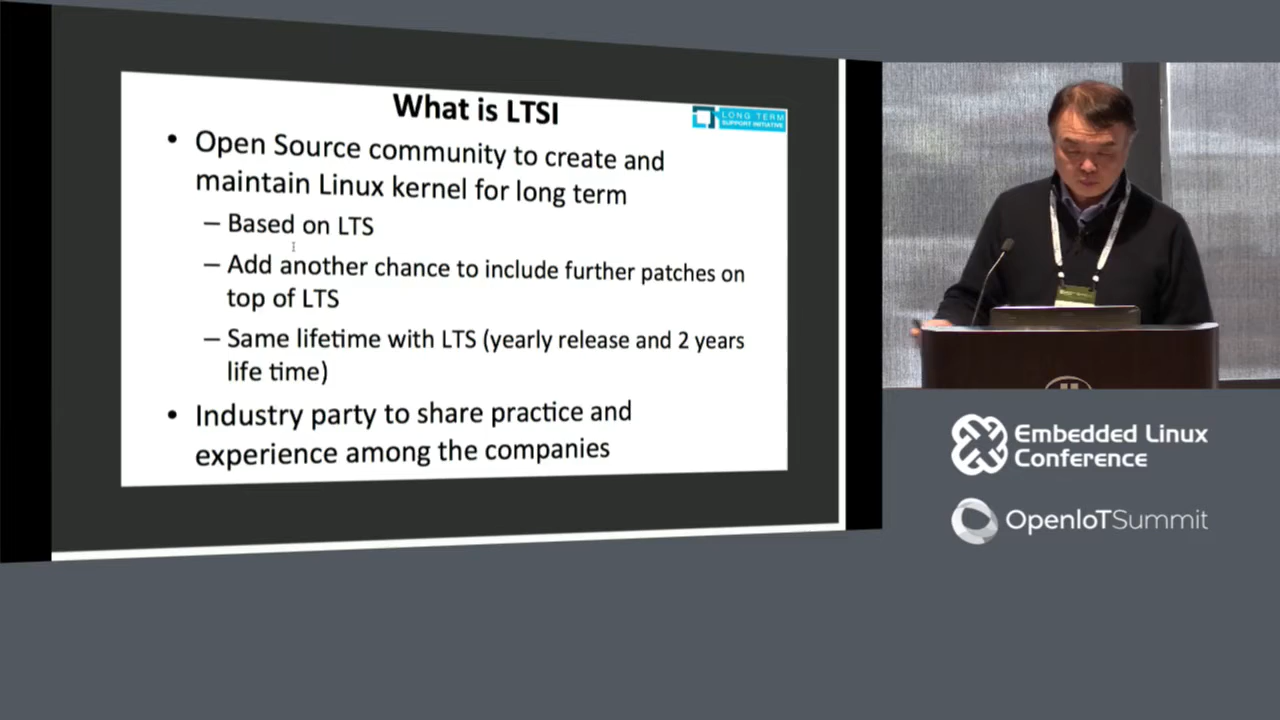 What is LTSI
LONG TERM
SUPPORT INITIATIVE
• Open Source community to create and
maintain Linux kernel for long term
– Based on LTS
– Add another chance to include further patches on
top of LTS
– Same lifetime with LTS (yearly release and 2 years
life time)
• Industry party to share practice and
experience among the companies
Embedded Linux
Conference
OpenIoTSummit